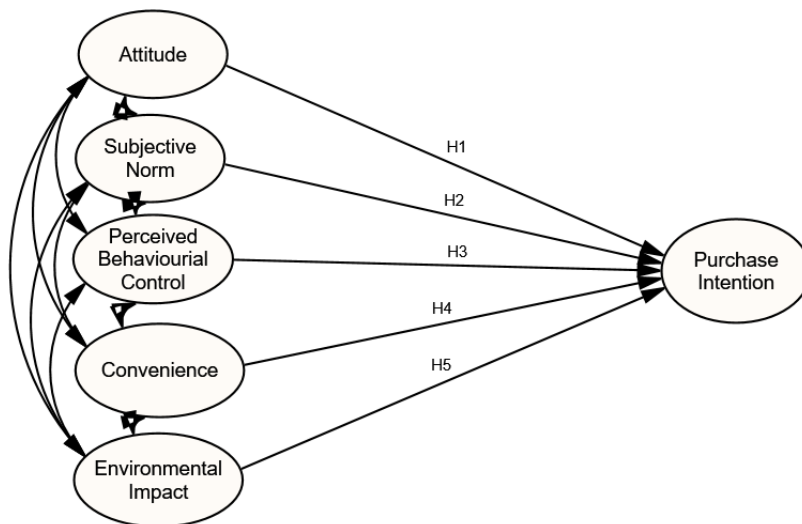 Attitude
Subjective
Norm
Perceived
Behaviourial
Control
Convenience
Environmental
Impact
H1
H2
H3
H4
H5
Purchase
Intention